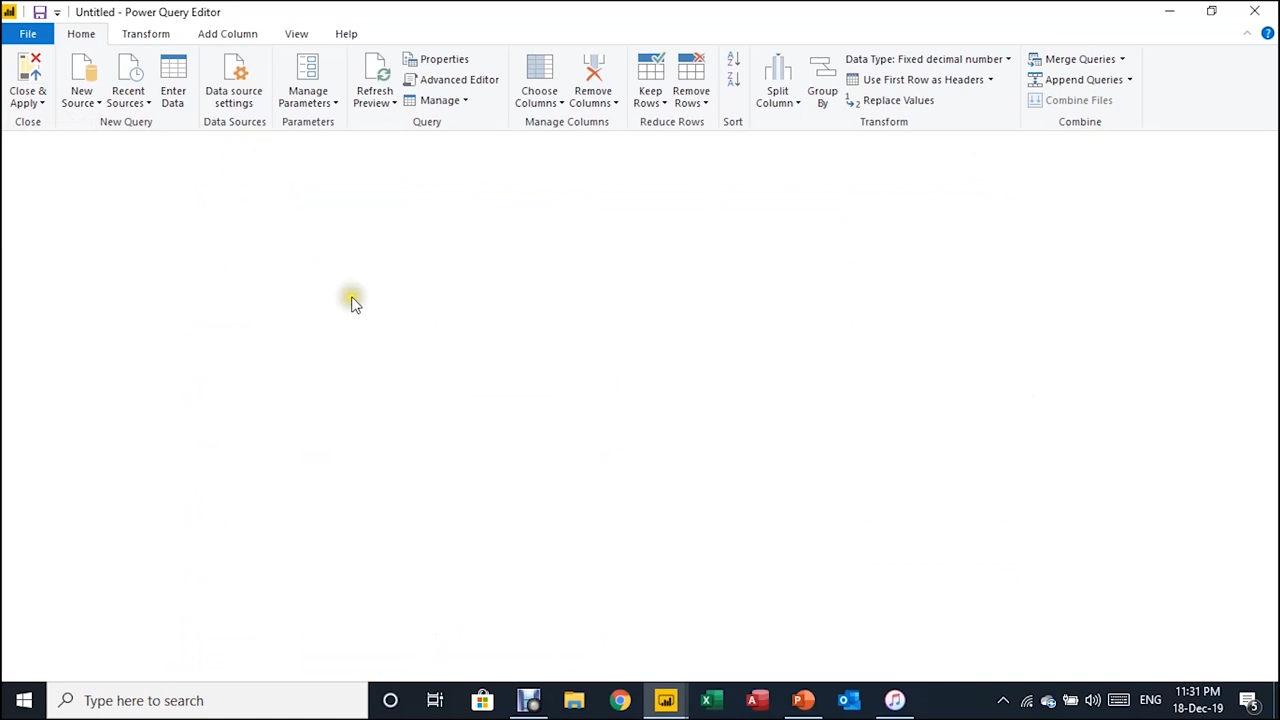 Untitled - Power Query Editor
File Home Transform Add Column View Help
Close & Apply
New Source
Recent Sources
Enter Data
Data source settings
Manage Parameters
Refresh Preview
Properties
Advanced Editor
Manage
Choose Columns
Remove Columns
Keep Rows
Remove Rows
Split Column
Group By
Data Type: Fixed decimal number
Use First Row as Headers
1 2 Replace Values
Merge Queries
Append Queries
Combine Files
Close New Query Data Sources Parameters Query Manage Columns Reduce Rows Sort Transform Combine
Type here to search
ENG
11:31 PM
18-Dec-19
5